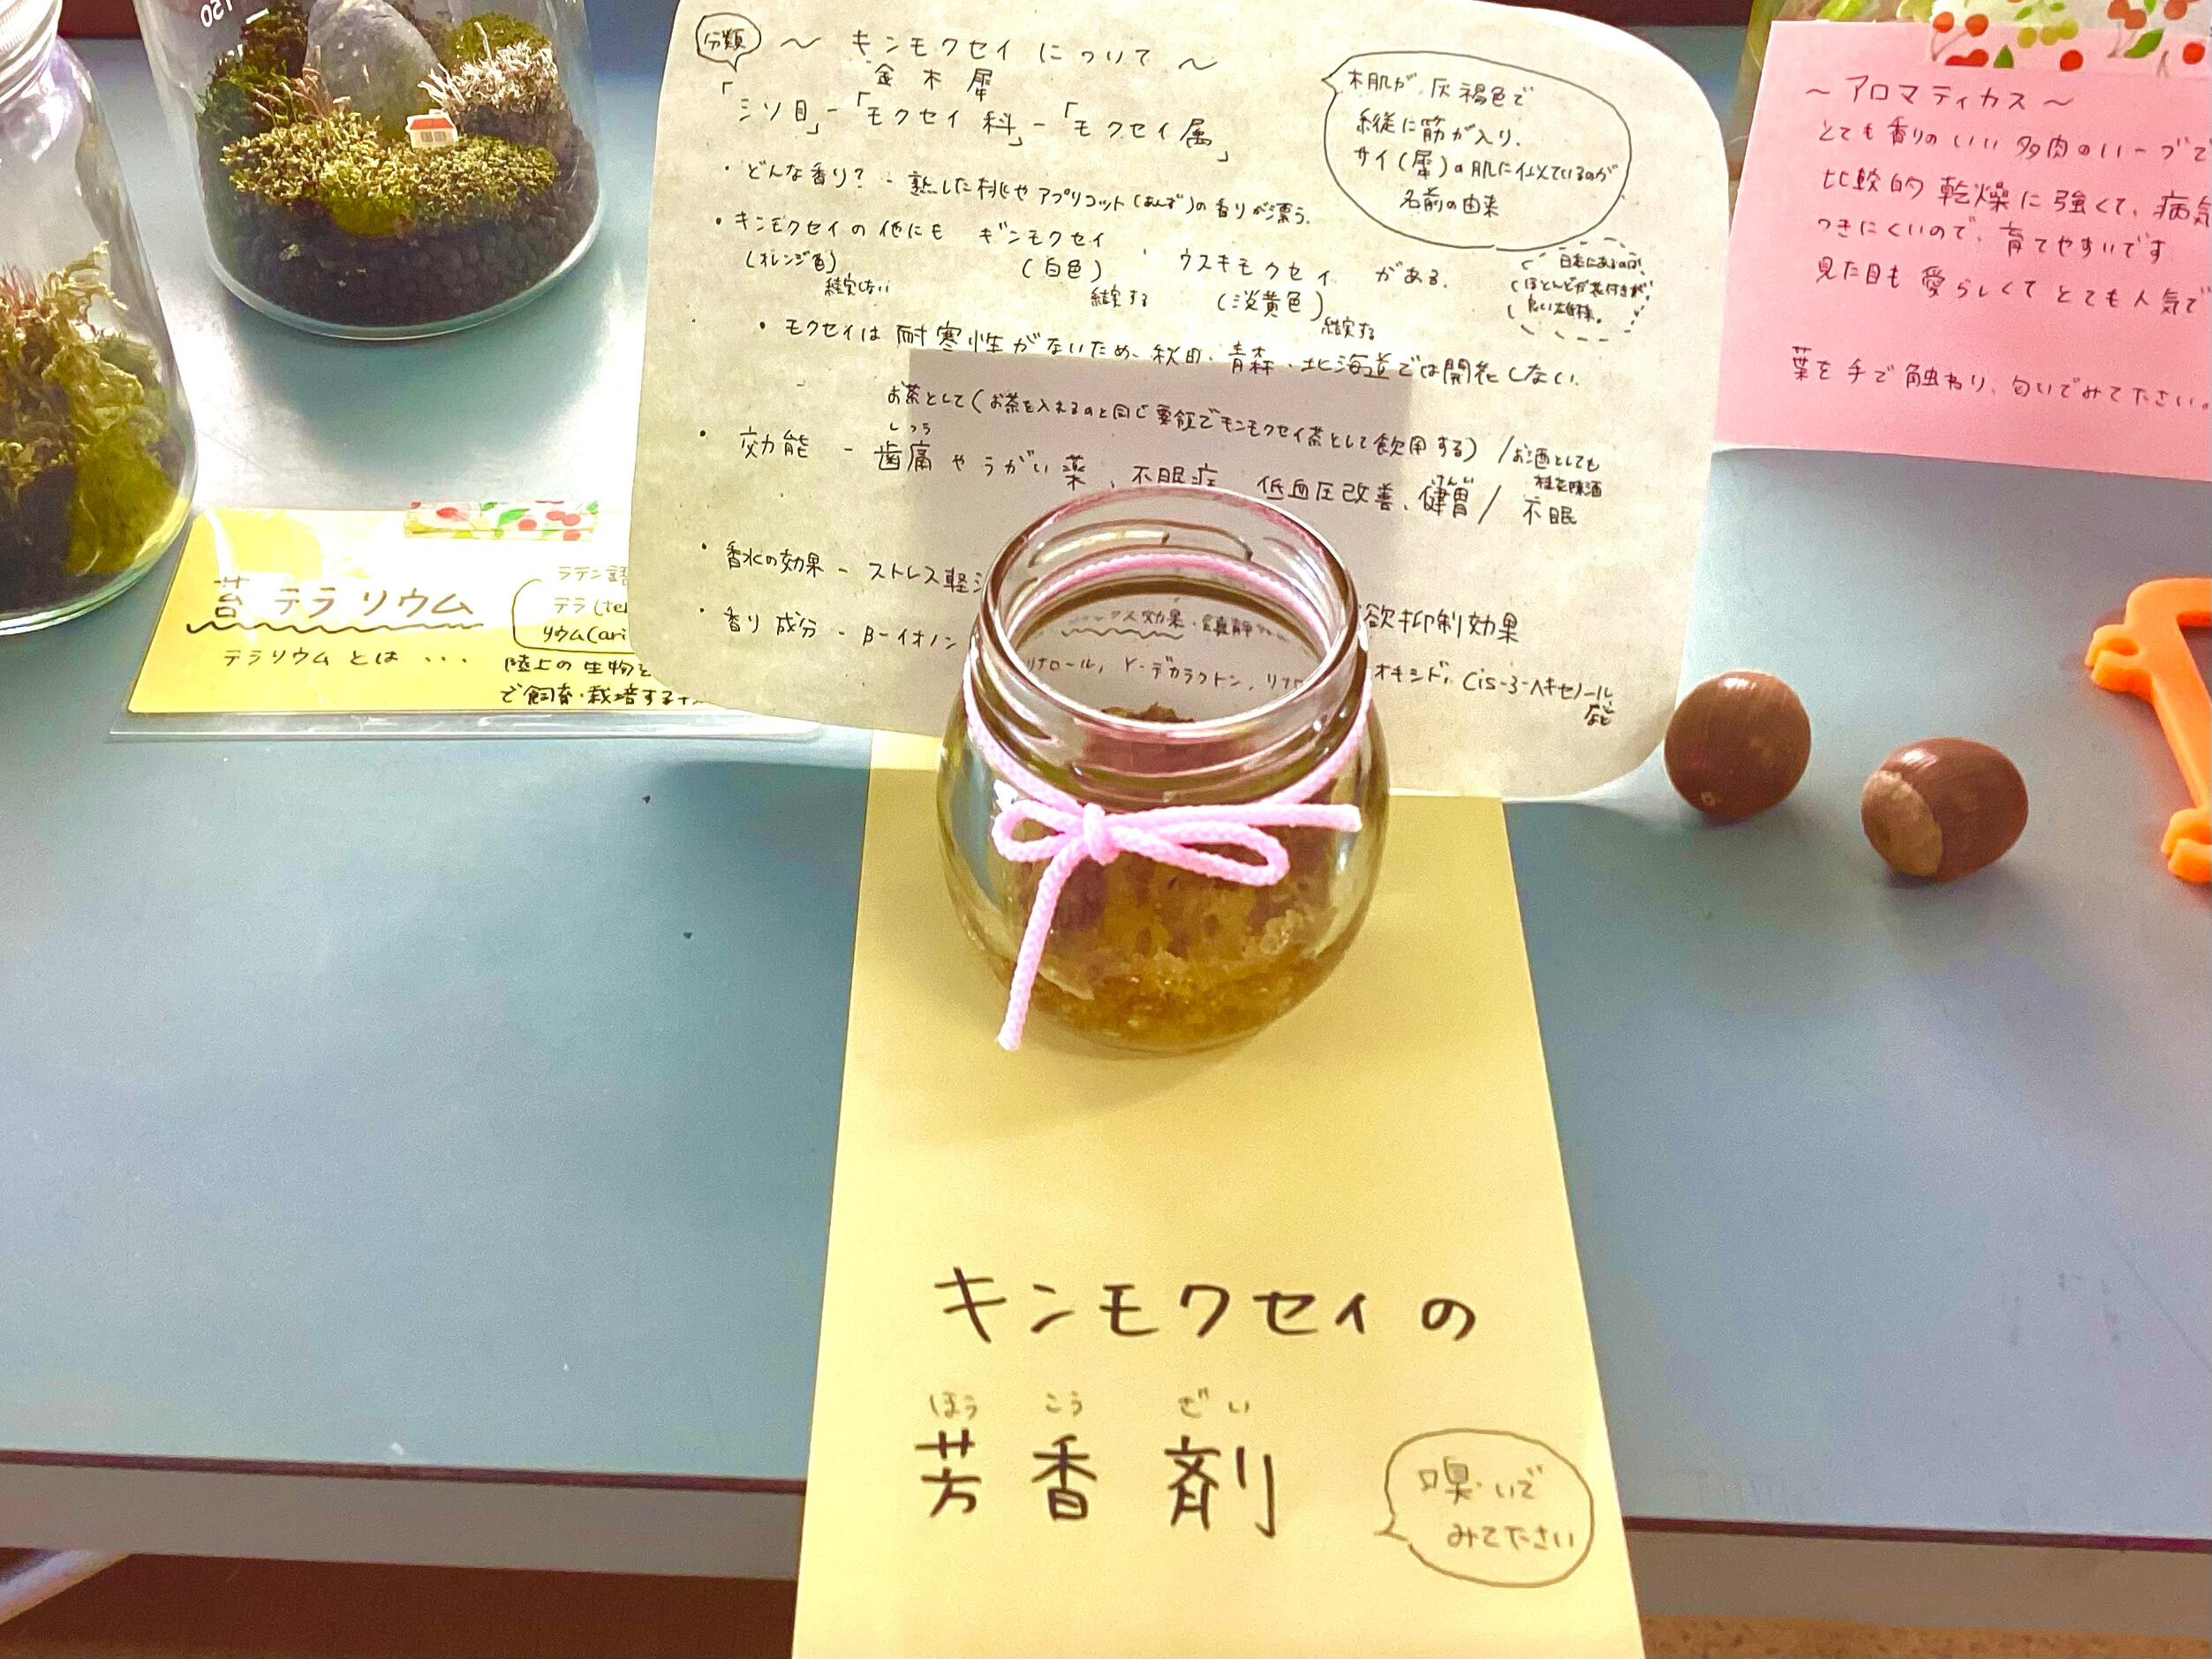 150
分類
～ キンモクセイ について ～
金木犀
「シソ目」-「モクセイ科」-「モクセイ属」
木肌が、灰褐色で
縦に筋が入り、
サイ(犀)の肌に似ているのが
名前の由来
・どんな香り? - 熟した桃やアプリコット(あんず)の香りが漂う.
・キンモクセイの他にも ギンモクセイ、ウスキモクセイ がある.
(オレンジ色) (白色) (淡黄色)
結実しない 結実する 結実する
日本にあるのは、
ほとんどが花付きが
良い雄株。
・モクセイは耐寒性がないため、秋田・青森・北海道では開花しない.
お茶として(お茶を入れるのと同じ要領でキンモクセイ茶として飲用する) /お酒としても
桂花陳酒
しつう
・効能 - 歯痛やうがい薬、不眠症 低血圧改善、健胃/不眠
けんい
・香水の効果 - ストレス軽 ックス効果・鎮静 欲抑制効果
・香り成分 - β-イオノン リナロール, γ-デカラクトン, リナロ オキシド, Cis-3-ヘキセノール
など
～ アロマティカス ～
とても香りのいい多肉のハーブで
比較的 乾燥に強くて、病気
つきにくいので、育てやすいです
見た目も愛らしくてとても人気で
葉を手で触わり、匂いでみてださい。
苔テラリウム
ラテン語
テラ(te
リウム(ari
テラリウムとは ・・・ 陸上の生物を
で飼育・栽培する
キンモクセイの
ほう こう ざい
芳香剤
嗅いで
みてださい